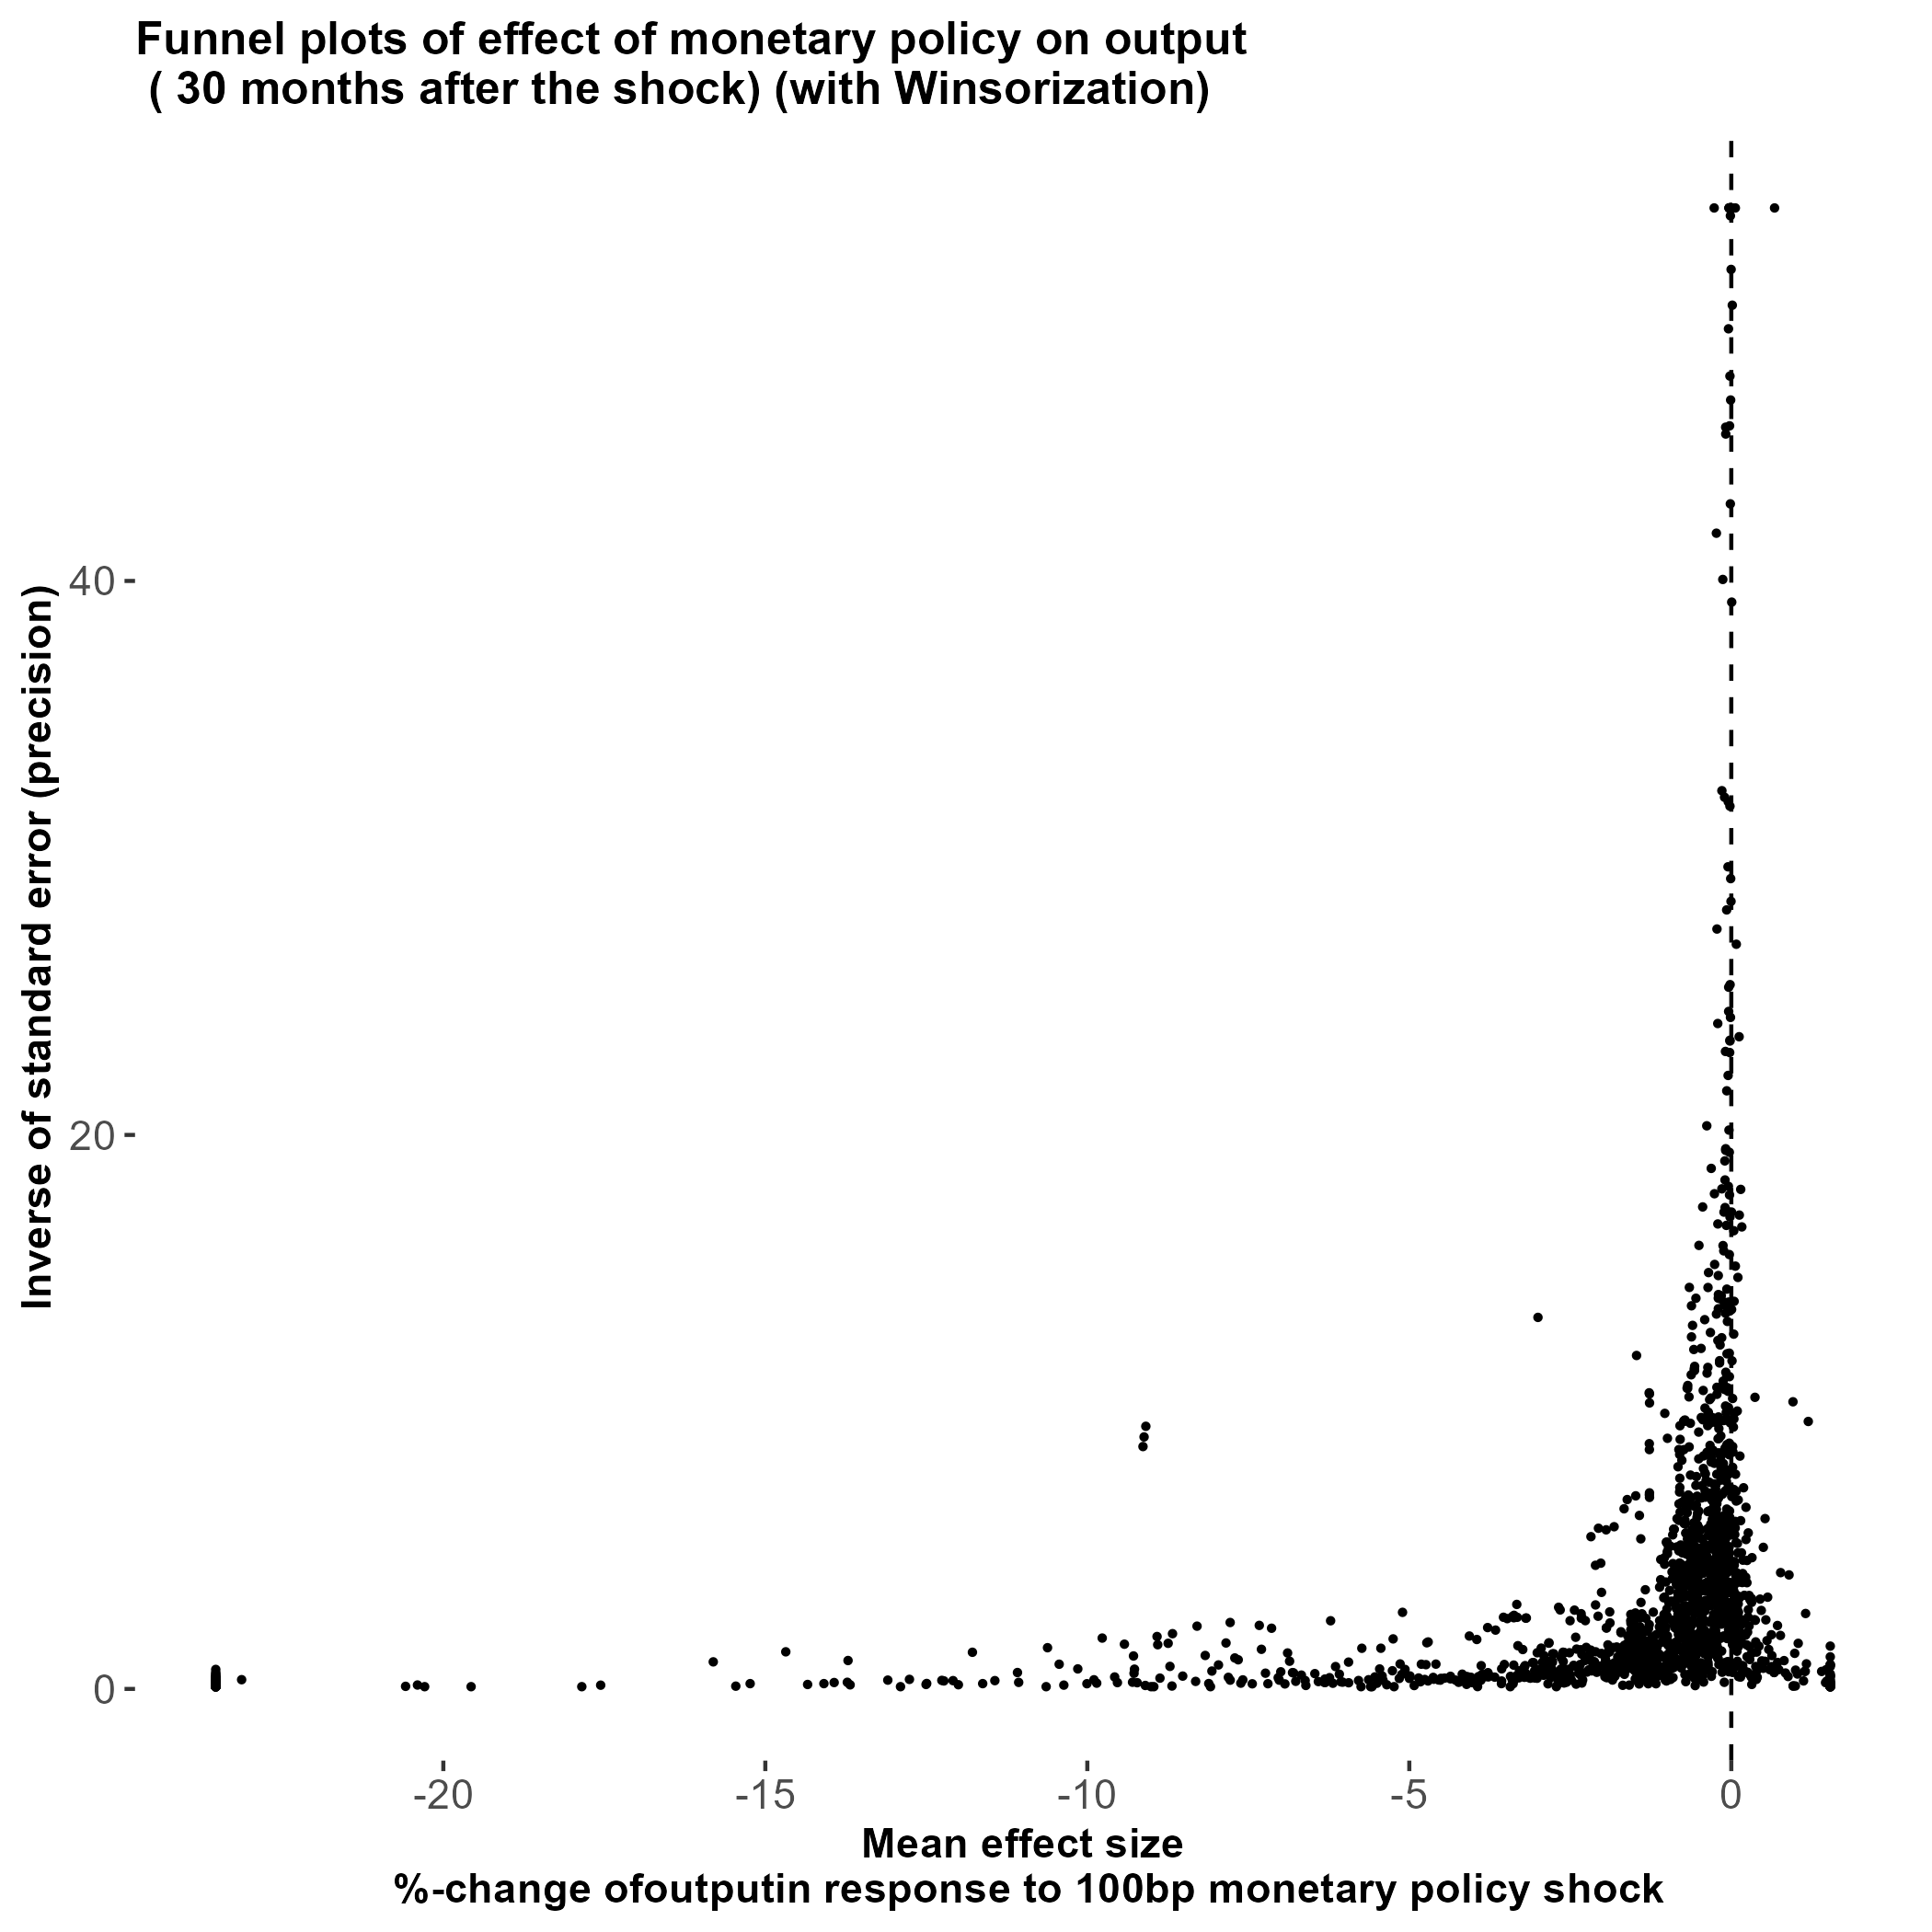 Funnel plots of effect of monetary policy on output
( 30 months after the shock) (with Winsorization)
Inverse of standard error (precision)
40
20
0
-20
-15
-10
-5
0
Mean effect size
%-change ofoutputin response to 100bp monetary policy shock